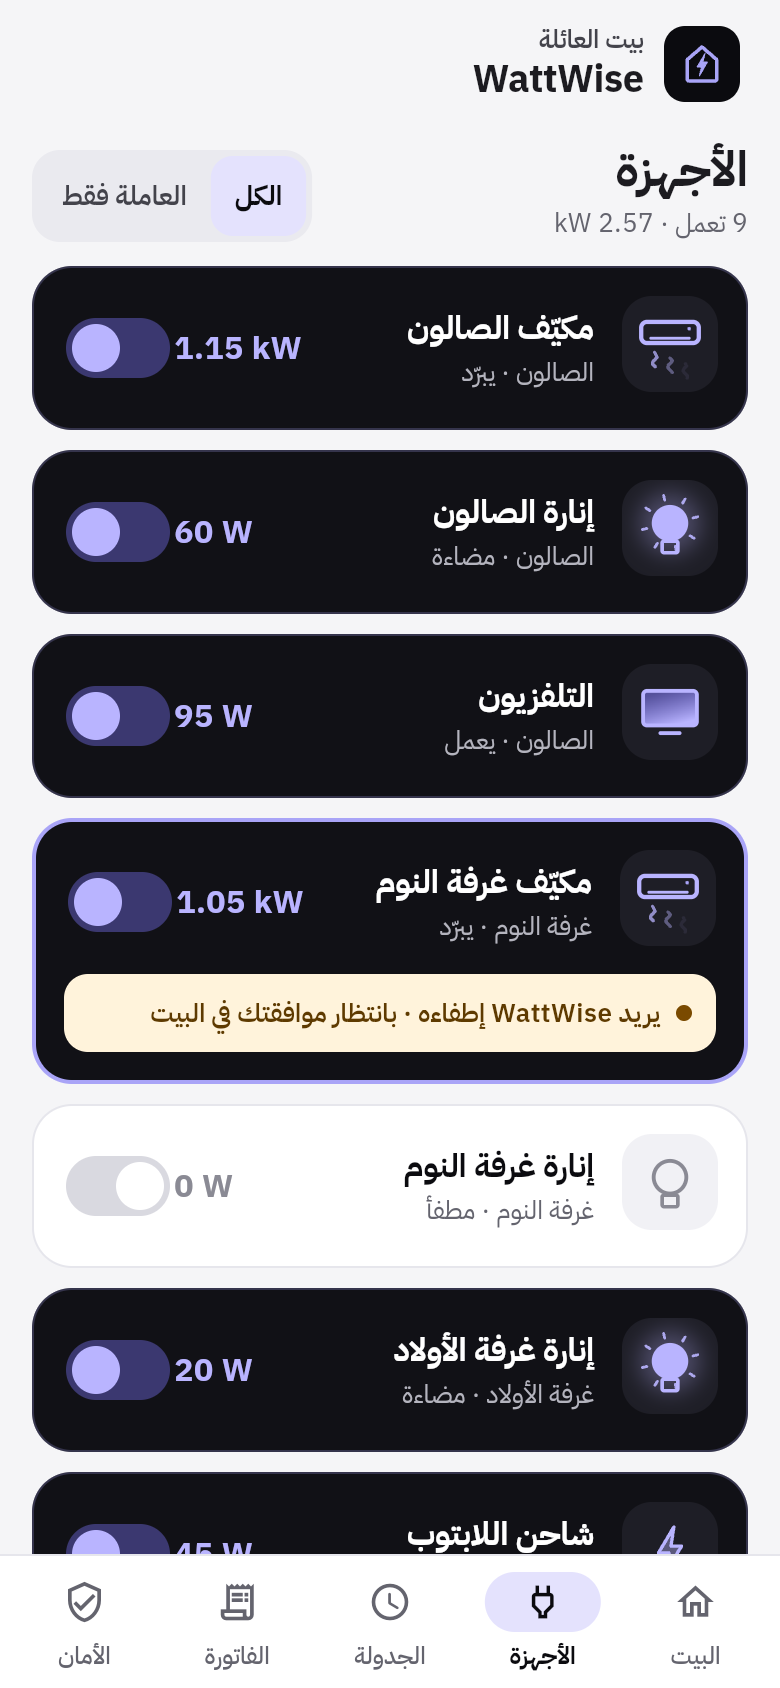 بيت العائلة
WattWise
الأجهزة
9 تعمل · 2.57 kW
الكل
العاملة فقط
مكيّف الصالون
الصالون · يبرّد
1.15 kW
إنارة الصالون
الصالون · مضاءة
60 W
التلفزيون
الصالون · يعمل
95 W
مكيّف غرفة النوم
غرفة النوم · يبرّد
1.05 kW
يريد WattWise إطفاءه · بانتظار موافقتك في البيت
إنارة غرفة النوم
غرفة النوم · مطفأ
0 W
إنارة غرفة الأولاد
غرفة الأولاد · مضاءة
20 W
شاحن اللابتوب
45 W
البيت
الأجهزة
الجدولة
الفاتورة
الأمان